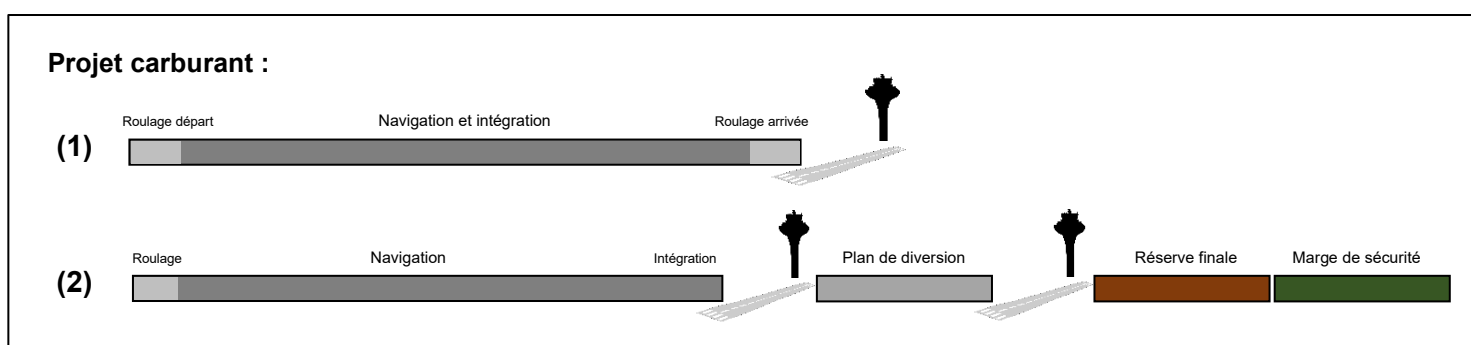 Projet carburant :
Roulage départ Navigation et intégration Roulage arrivée
(1)
Roulage Navigation Intégration Plan de diversion Réserve finale Marge de sécurité
(2)